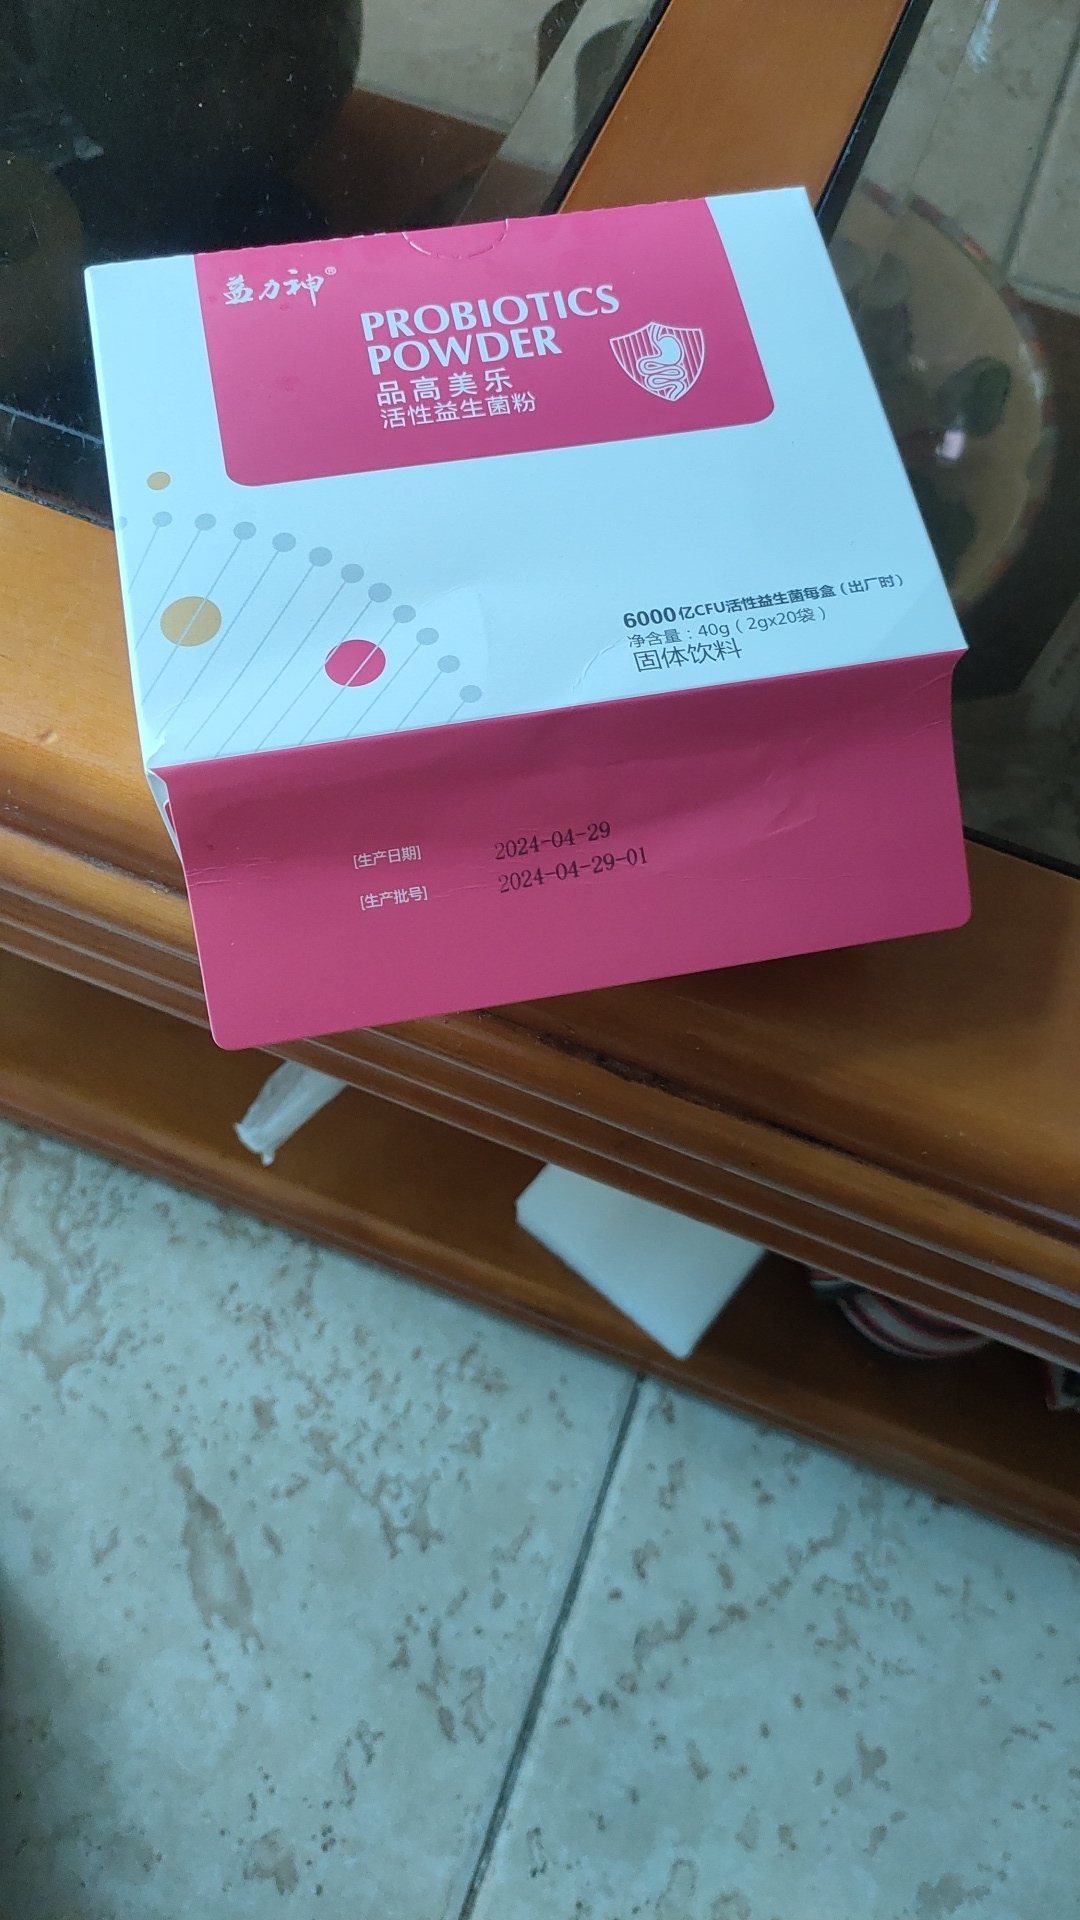 益力神®
PROBIOTICS
POWDER
品高美乐
活性益生菌粉
6000亿CFU活性益生菌每盒（出厂时）
净含量：40g（2gx20袋）
固体饮料
[生产日期] 2024-04-29
[生产批号] 2024-04-29-01